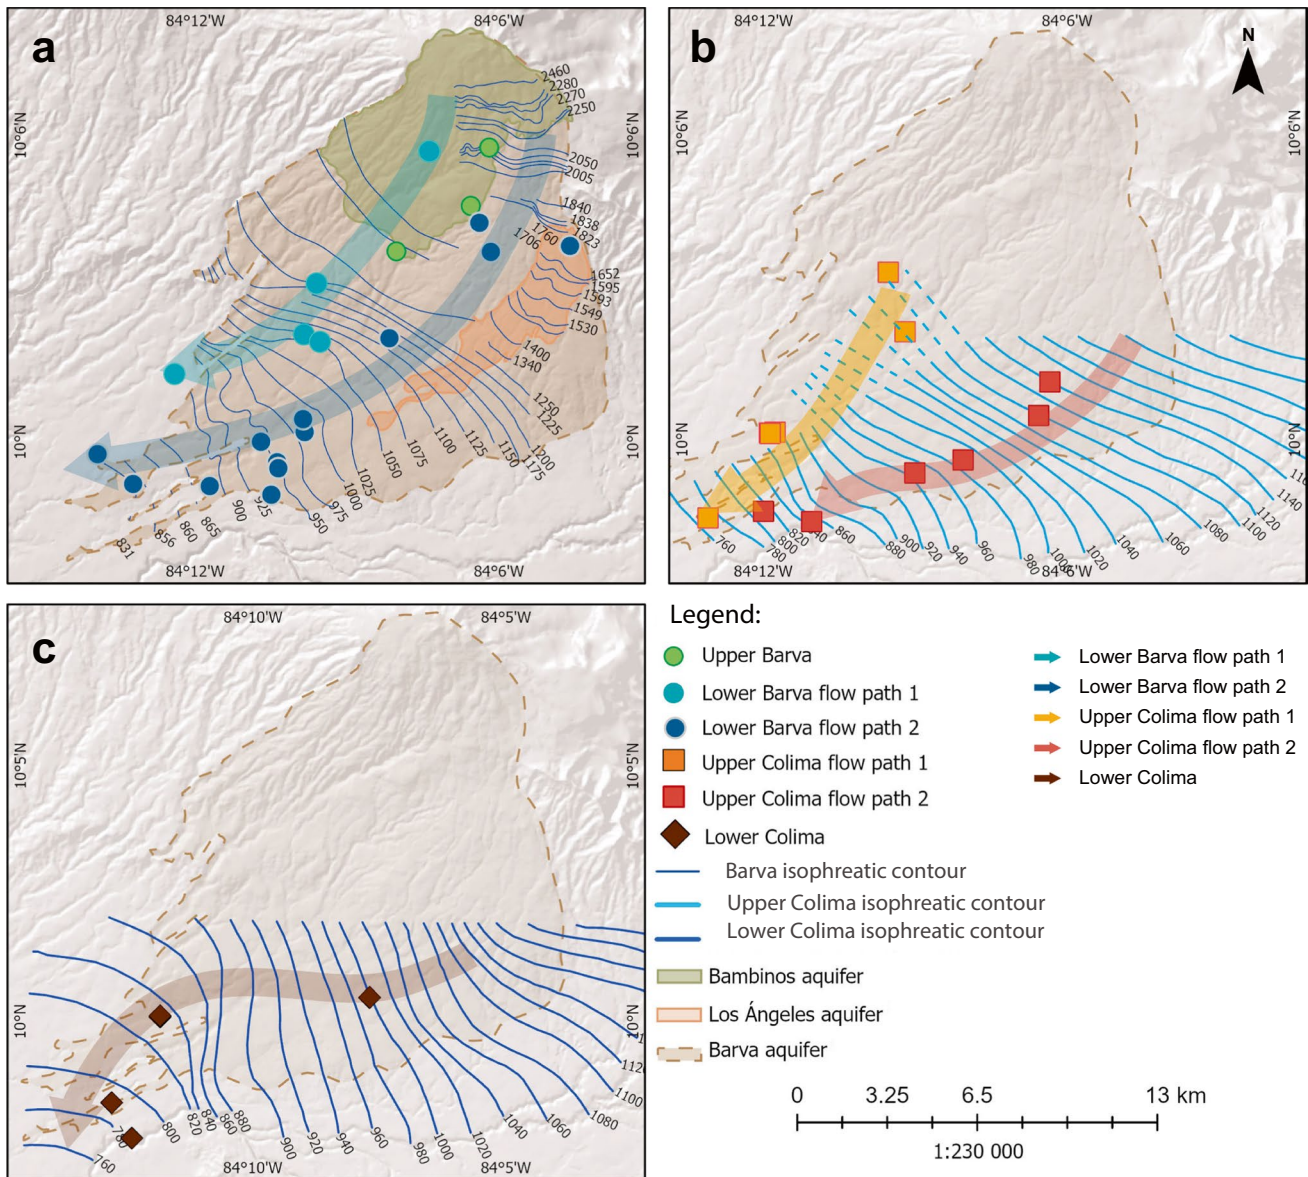 a
84°12'W
84°6'W
10°6'N
10°6'N
10°N
2460
2280
2270
2250
2050
2005
1840
1838
1823
1760
1706
1652
1595
1593
1549
1530
1400
1340
1250
1225
1200
1175
1150
1125
1100
1075
1050
1025
1000
975
950
925
900
865
860
856
831
84°12'W
84°6'W
b
84°12'W
84°6'W
N
10°6'N
10°N
10°N
1140
1120
1100
1080
1060
1040
1020
1000
980
960
940
920
900
880
860
820
800
780
760
84°12'W
84°6'W
c
84°10'W
84°5'W
10°5'N
10°5'N
10°N
10°N
1100
1080
1060
1040
1020
1000
980
960
940
920
900
880
860
840
820
800
760
84°10'W
84°5'W
Legend:
Upper Barva
Lower Barva flow path 1
Lower Barva flow path 2
Upper Colima flow path 1
Upper Colima flow path 2
Lower Colima
Barva isophreatic contour
Upper Colima isophreatic contour
Lower Colima isophreatic contour
Bambinos aquifer
Los Ángeles aquifer
Barva aquifer
Lower Barva flow path 1
Lower Barva flow path 2
Upper Colima flow path 1
Upper Colima flow path 2
Lower Colima
0 3.25 6.5 13 km
1:230 000